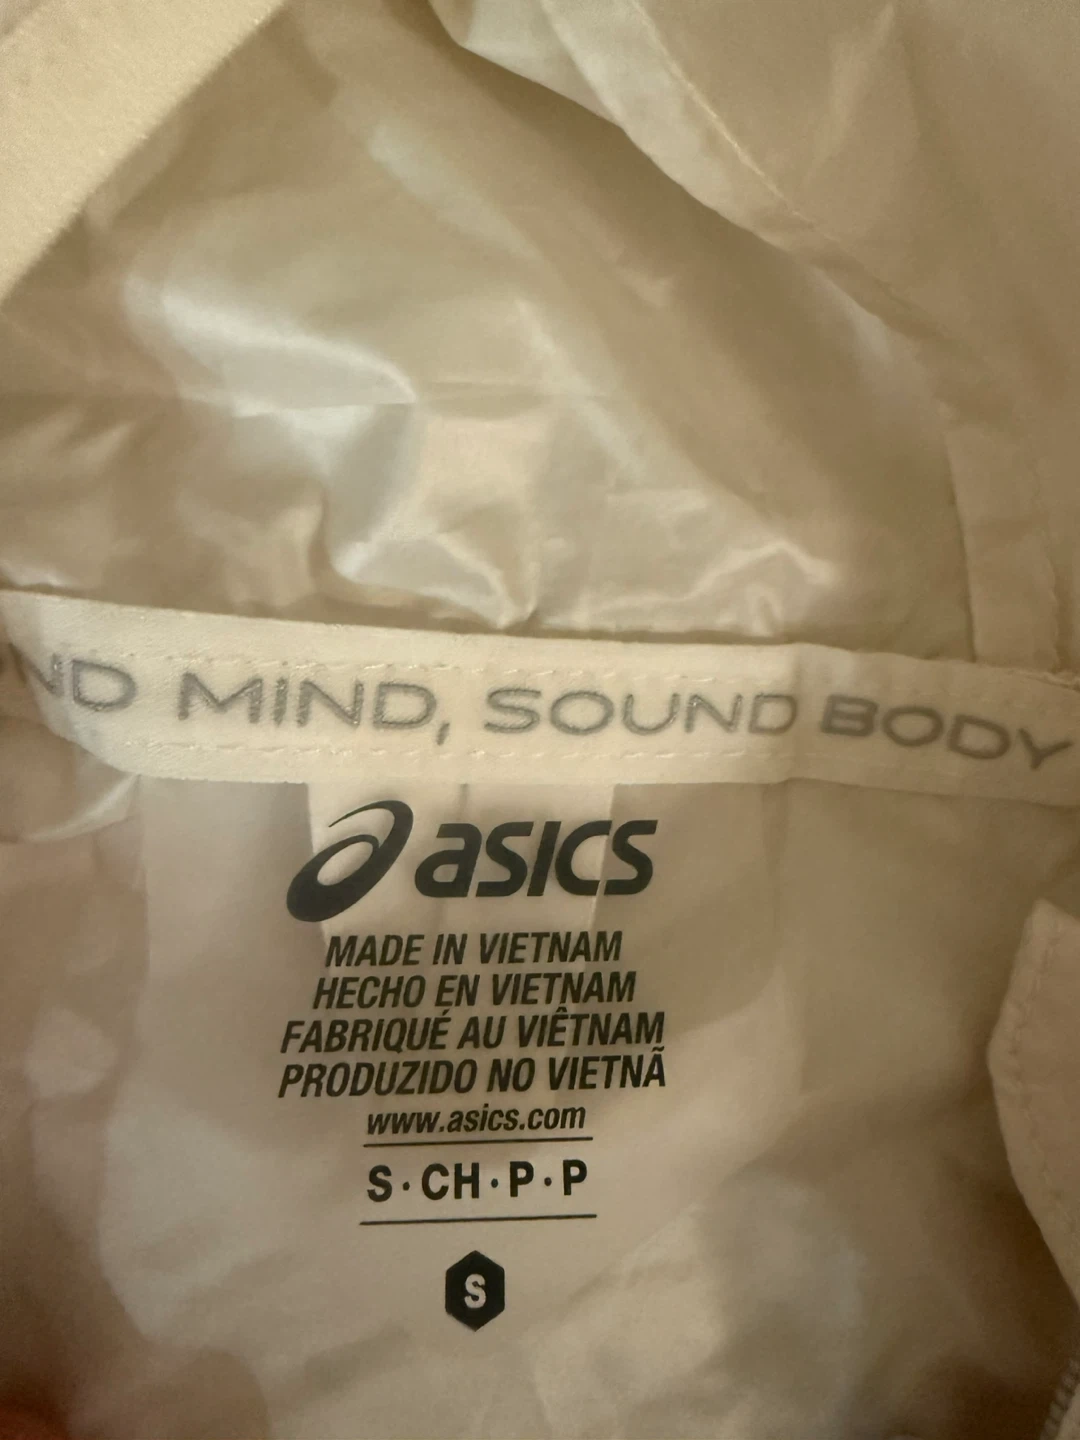 ND MIND, SOUND BODY
asics
MADE IN VIETNAM
HECHO EN VIETNAM
FABRIQUÉ AU VIÊTNAM
PRODUZIDO NO VIETNÃ
www.asics.com
S·CH·P·P
S